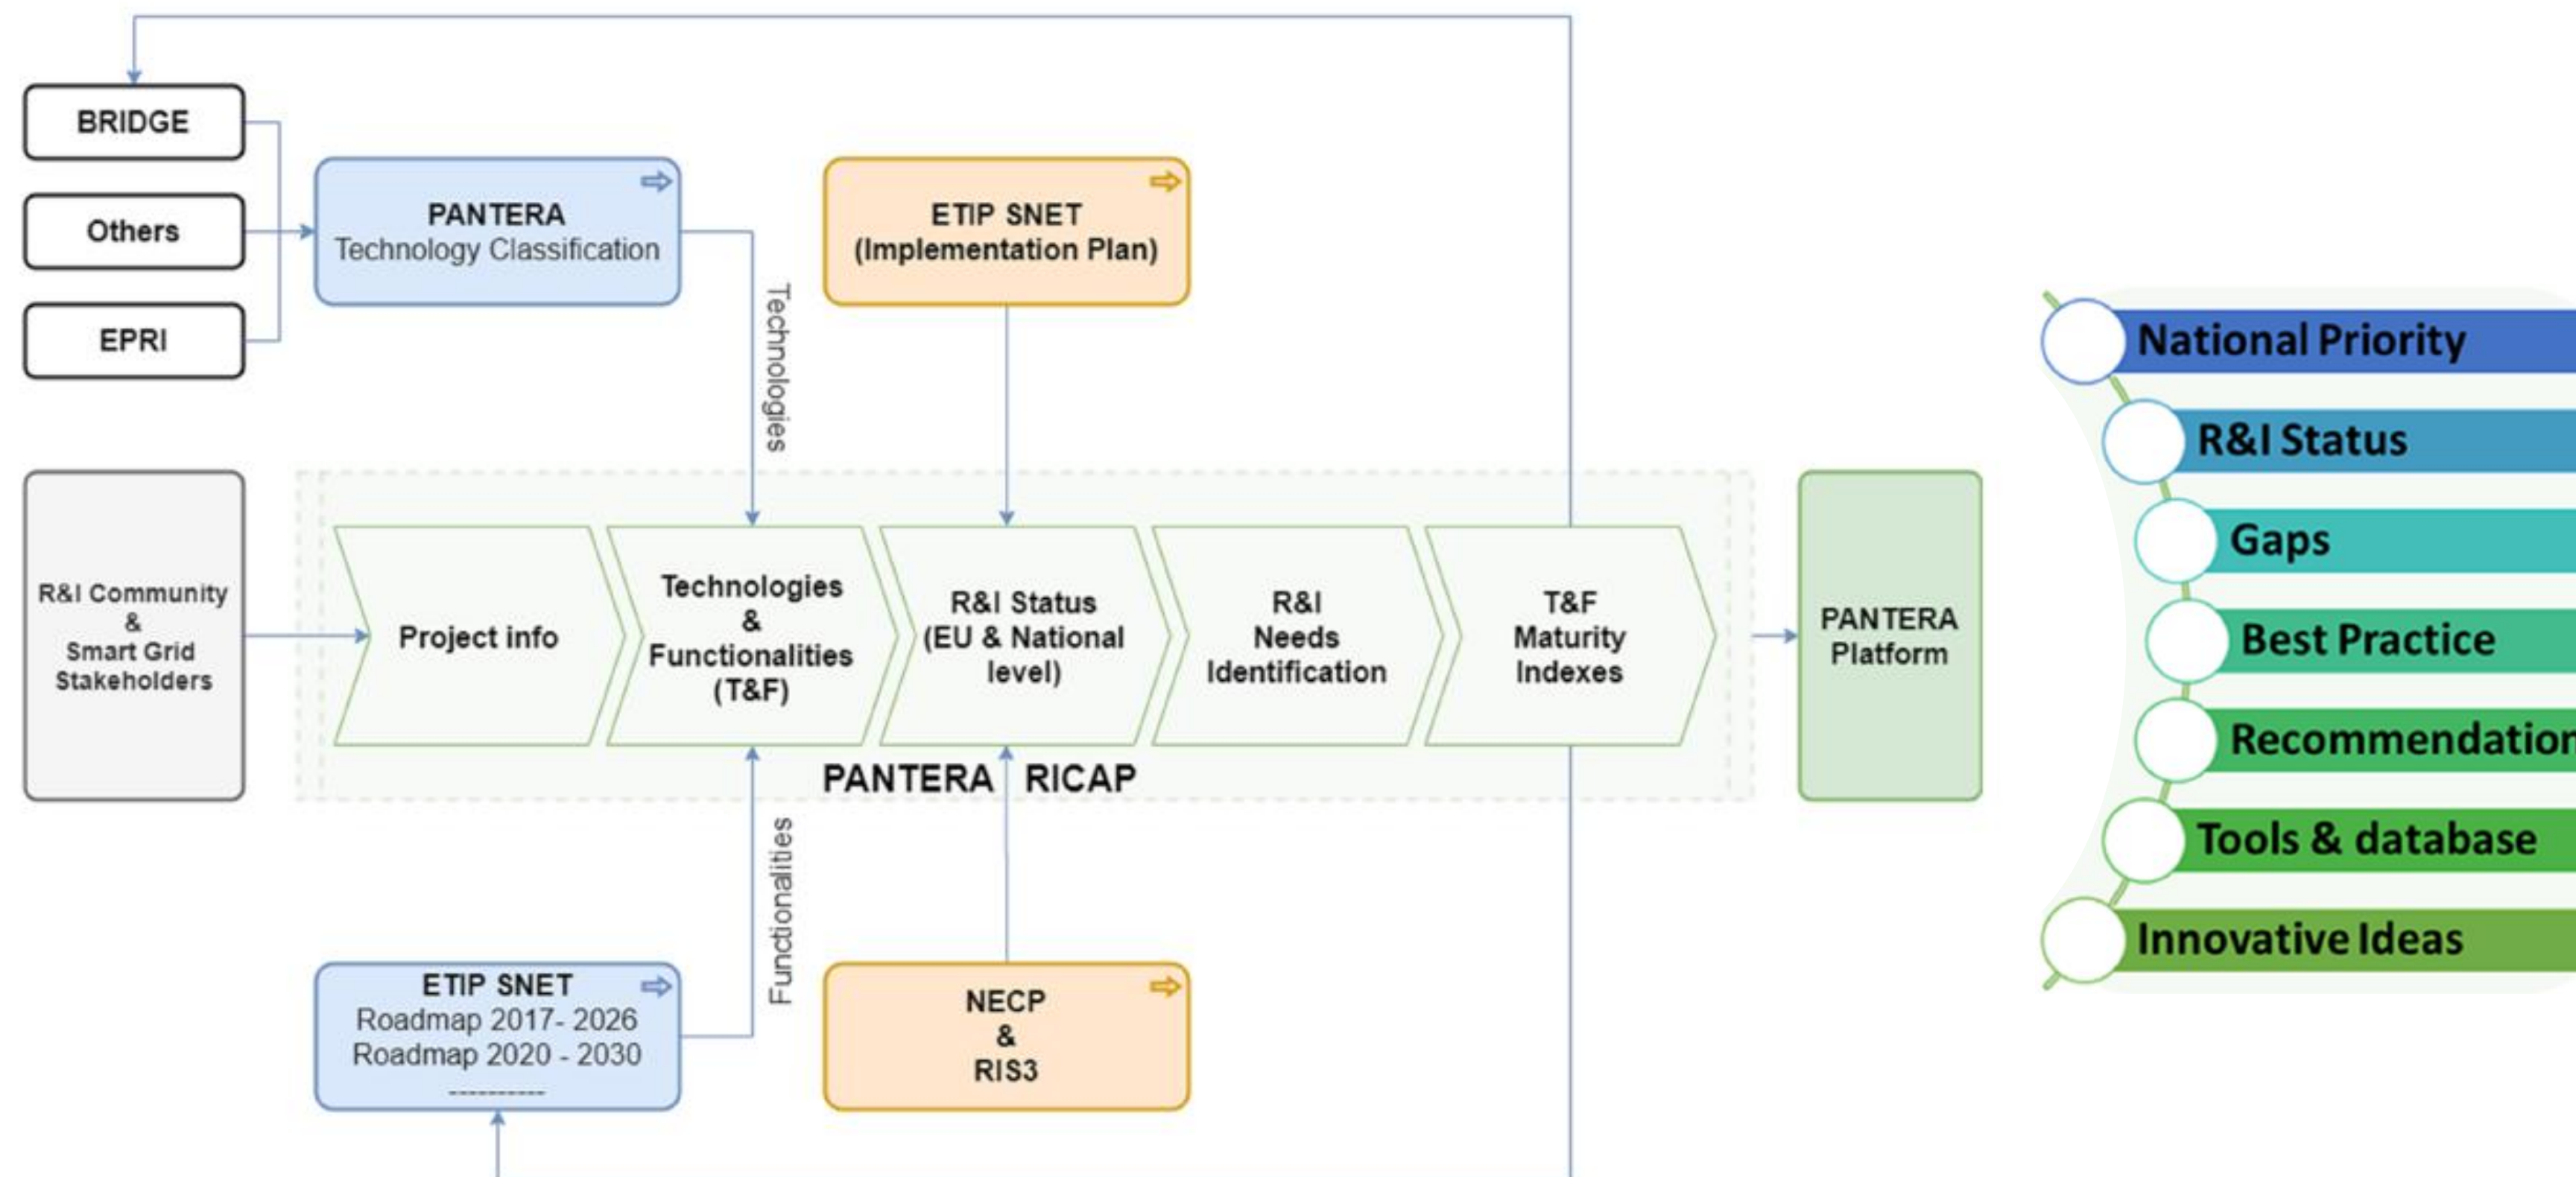 BRIDGE
Others
EPRI
PANTERA
Technology Classification
ETIP SNET
(Implementation Plan)
Technologies
R&I Community
&
Smart Grid
Stakeholders
Project info
Technologies
&
Functionalities
(T&F)
R&I Status
(EU & National
level)
R&I
Needs
Identification
T&F
Maturity
Indexes
PANTERA RICAP
PANTERA
Platform
Functionalities
ETIP SNET
Roadmap 2017- 2026
Roadmap 2020 - 2030
----------
NECP
&
RIS3
National Priority
R&I Status
Gaps
Best Practice
Recommendation
Tools & database
Innovative Ideas